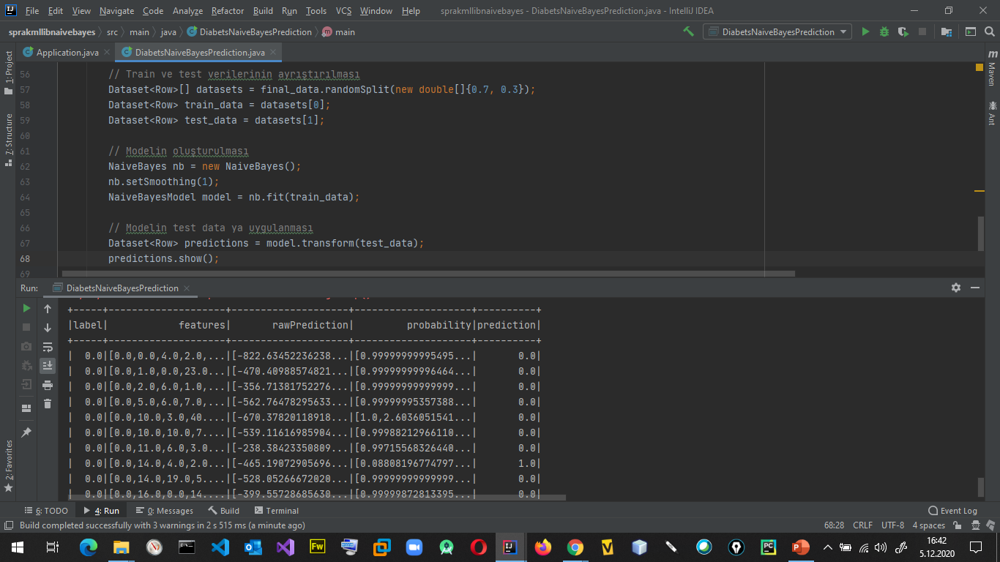 File Edit View Navigate Code Analyze Refactor Build Run Tools VCS Window Help sprakmllibnaivebayes - DiabetsNaiveBayesPrediction.java - IntelliJ IDEA
sprakmllibnaivebayes src main java DiabetsNaiveBayesPrediction main DiabetsNaiveBayesPrediction
Application.java DiabetsNaiveBayesPrediction.java
1: Project
7: Structure
2: Favorites
Maven
Ant
56 // Train ve test verilerinin ayrıştırılması
57 Dataset<Row>[] datasets = final_data.randomSplit(new double[]{0.7, 0.3});
58 Dataset<Row> train_data = datasets[0];
59 Dataset<Row> test_data = datasets[1];
60
61 // Modelin oluşturulması
62 NaiveBayes nb = new NaiveBayes();
63 nb.setSmoothing(1);
64 NaiveBayesModel model = nb.fit(train_data);
65
66 // Modelin test data ya uygulanması
67 Dataset<Row> predictions = model.transform(test_data);
68 predictions.show();
69
Run: DiabetsNaiveBayesPrediction
+-----+--------------------+--------------------+--------------------+----------+
|label| features| rawPrediction| probability|prediction|
+-----+--------------------+--------------------+--------------------+----------+
| 0.0|[0.0,0.0,4.0,2.0,...|[-822.63452236238...|[0.99999999995495...| 0.0|
| 0.0|[0.0,1.0,0.0,23.0...|[-470.40988574821...|[0.99999999996464...| 0.0|
| 0.0|[0.0,2.0,6.0,1.0,...|[-356.71381752276...|[0.99999999999999...| 0.0|
| 0.0|[0.0,5.0,6.0,7.0,...|[-562.76478295633...|[0.99999995357388...| 0.0|
| 0.0|[0.0,10.0,3.0,40....|[-670.37820118918...|[1.0,2.6036051541...| 0.0|
| 0.0|[0.0,10.0,10.0,7....|[-539.11616985904...|[0.99988212966110...| 0.0|
| 0.0|[0.0,11.0,6.0,3.0...|[-238.38423350809...|[0.99715568326440...| 0.0|
| 0.0|[0.0,14.0,4.0,2.0...|[-465.19072905696...|[0.08808196774797...| 1.0|
| 0.0|[0.0,14.0,19.0,5....|[-528.05266672020...|[0.99999999999999...| 0.0|
| 0.0|[0.0,16.0,0.0,14....|[-399.55728685630...|[0.99999872813395...| 0.0|
6: TODO 4: Run 0: Messages Build Terminal Event Log
Build completed successfully with 3 warnings in 2 s 515 ms (a minute ago) 68:28 CRLF UTF-8 4 spaces
16:42
5.12.2020